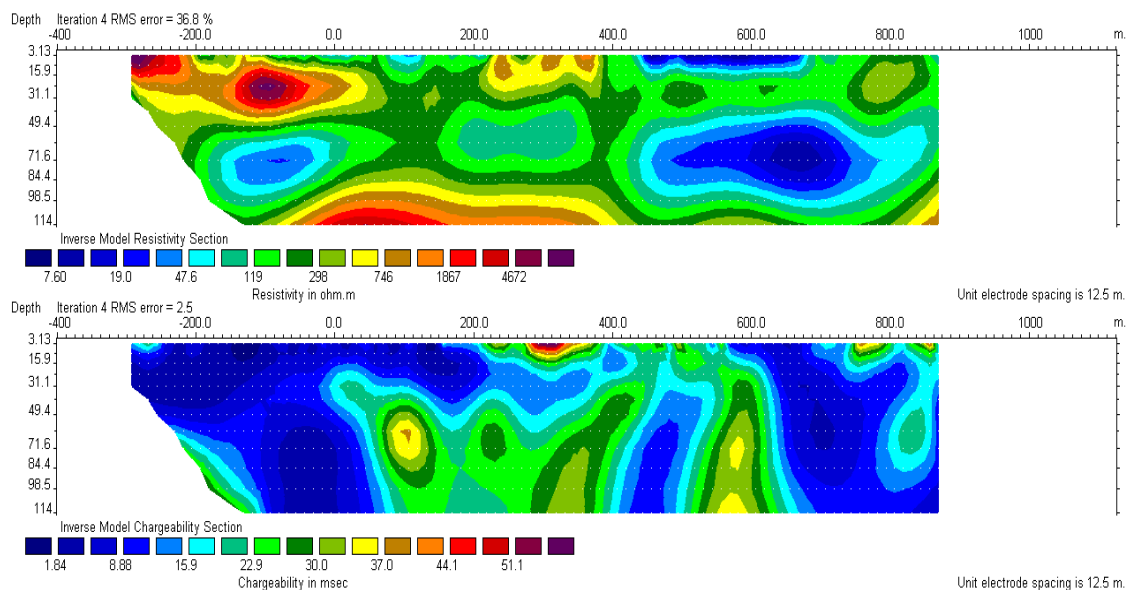 Depth Iteration 4 RMS error = 36.8 %
-400 -200.0 0.0 200.0 400.0 600.0 800.0 1000 m.
3.13
15.9
31.1
49.4
71.6
84.4
98.5
114.
Inverse Model Resistivity Section
7.60 19.0 47.6 119 298 746 1867 4672
Resistivity in ohm.m
Unit electrode spacing is 12.5 m.
Depth Iteration 4 RMS error = 2.5
-400 -200.0 0.0 200.0 400.0 600.0 800.0 1000 m.
3.13
15.9
31.1
49.4
71.6
84.4
98.5
114.
Inverse Model Chargeability Section
1.84 8.88 15.9 22.9 30.0 37.0 44.1 51.1
Chargeability in msec
Unit electrode spacing is 12.5 m.